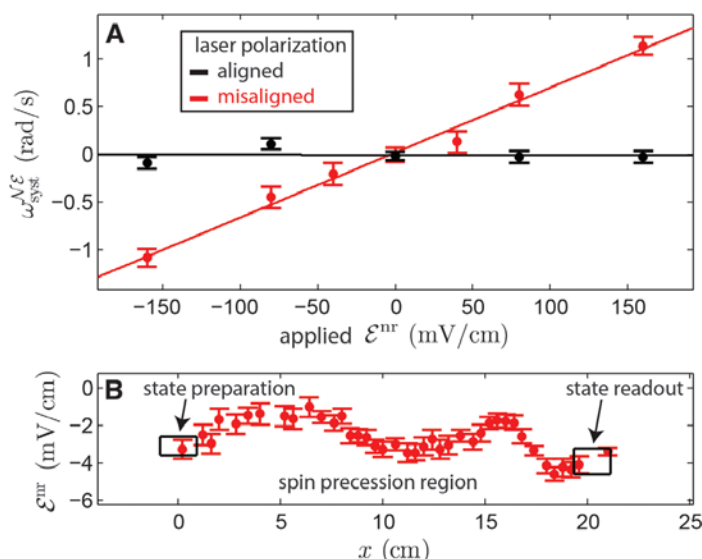 A
laser polarization
aligned
misaligned
ω^{𝒩ℰ}_{syst} (rad/s)
1
0.5
0
−0.5
−1
−150 −100 −50 0 50 100 150
applied ℰ^{nr} (mV/cm)
B
state preparation
state readout
spin precession region
ℰ^{nr} (mV/cm)
0
−2
−4
−6
0 5 10 15 20 25
x (cm)